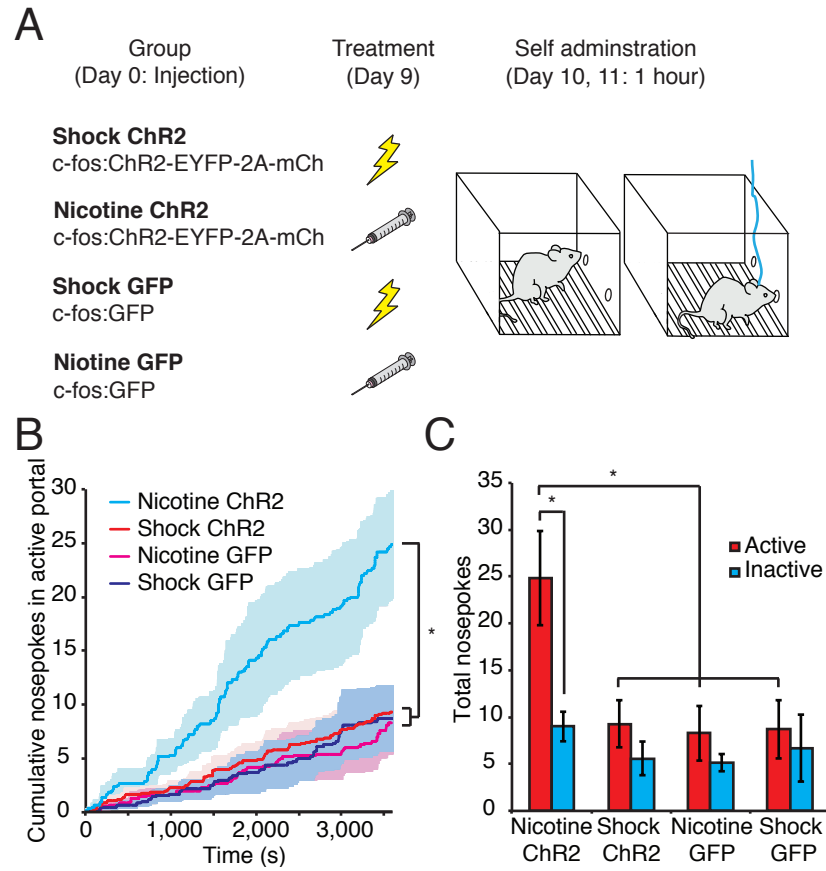 A
Group
(Day 0: Injection)
Treatment
(Day 9)
Self adminstration
(Day 10, 11: 1 hour)
Shock ChR2
c-fos:ChR2-EYFP-2A-mCh
Nicotine ChR2
c-fos:ChR2-EYFP-2A-mCh
Shock GFP
c-fos:GFP
Niotine GFP
c-fos:GFP
B
Cumulative nosepokes in active portal
30
25
20
15
10
5
0
Nicotine ChR2
Shock ChR2
Nicotine GFP
Shock GFP
*
0
1,000
2,000
3,000
Time (s)
C
Total nosepokes
35
30
25
20
15
10
5
0
*
*
Active
Inactive
Nicotine ChR2
Shock ChR2
Nicotine GFP
Shock GFP